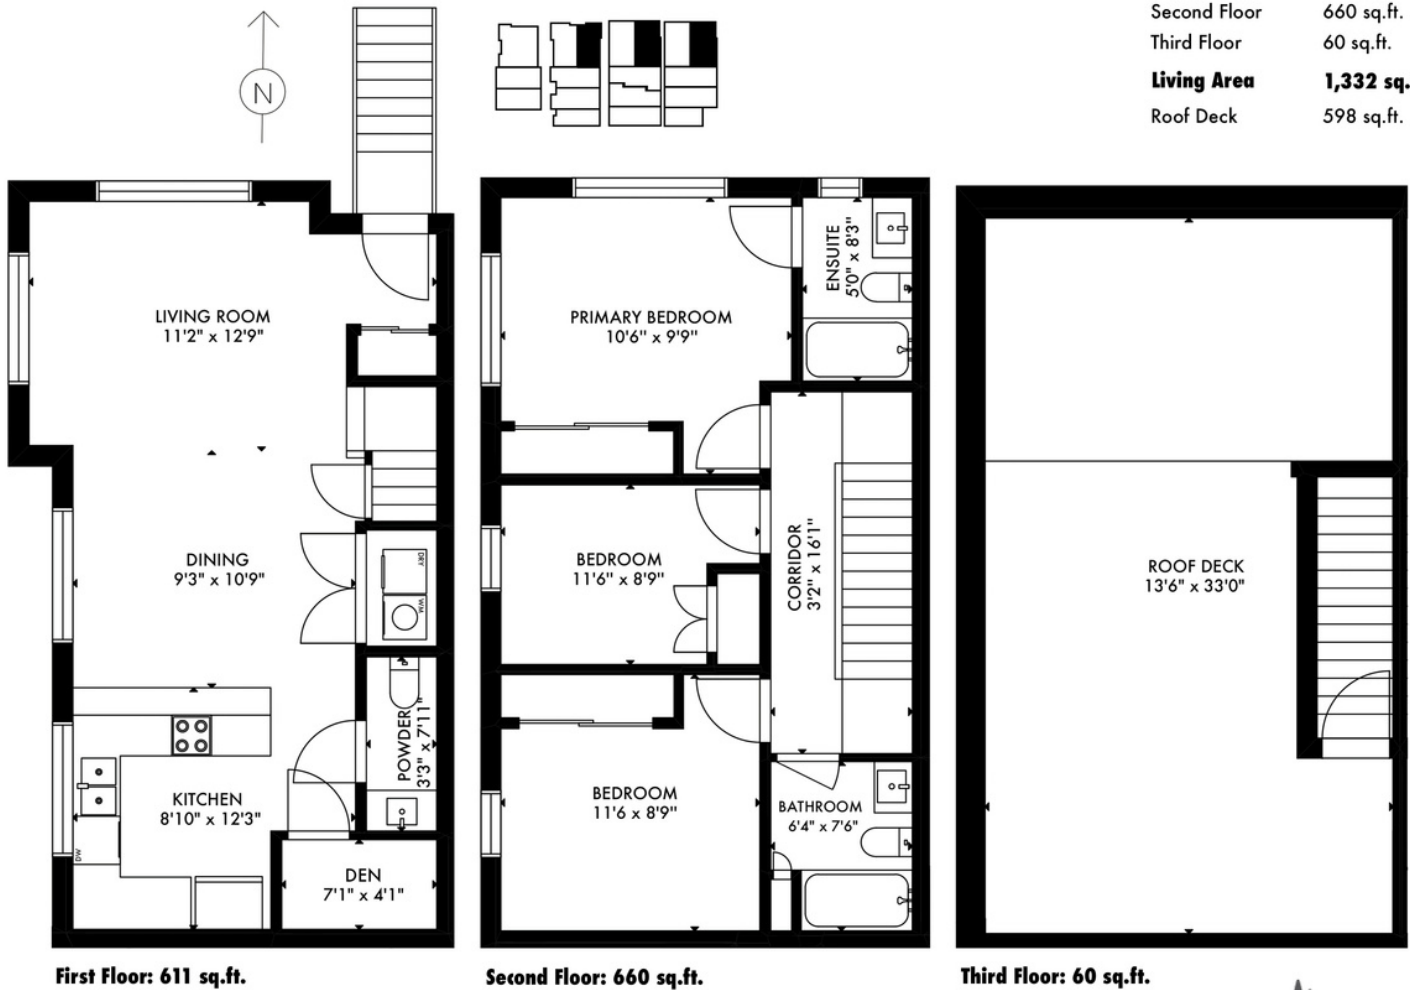 Second Floor 660 sq.ft.
Third Floor 60 sq.ft.
Living Area 1,332 sq.
Roof Deck 598 sq.ft.
N
LIVING ROOM
11'2" x 12'9"
DINING
9'3" x 10'9"
DRY
WM
POWDER
3'3" x 7'11"
KITCHEN
8'10" x 12'3"
DW
DEN
7'1" x 4'1"
First Floor: 611 sq.ft.
PRIMARY BEDROOM
10'6" x 9'9"
ENSUITE
5'0" x 8'3"
BEDROOM
11'6" x 8'9"
CORRIDOR
3'2" x 16'1"
BEDROOM
11'6 x 8'9"
BATHROOM
6'4" x 7'6"
Second Floor: 660 sq.ft.
ROOF DECK
13'6" x 33'0"
Third Floor: 60 sq.ft.